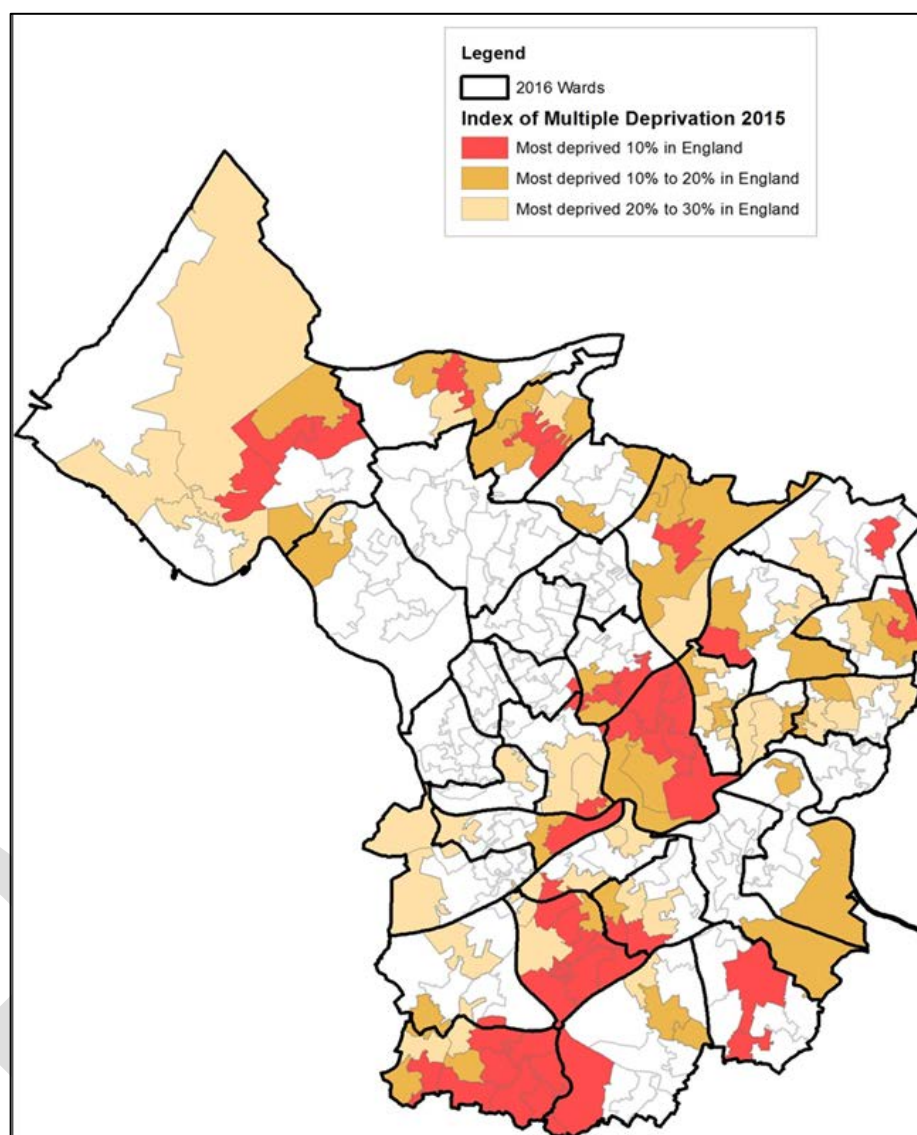 Legend
2016 Wards
Index of Multiple Deprivation 2015
Most deprived 10% in England
Most deprived 10% to 20% in England
Most deprived 20% to 30% in England